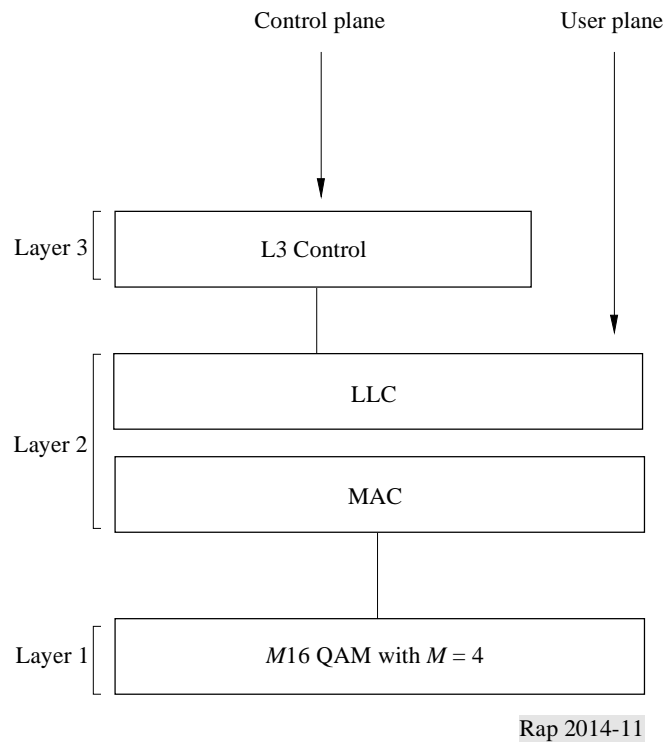 Control plane
User plane
Layer 3
L3 Control
LLC
Layer 2
MAC
Layer 1
M16 QAM with M = 4
Rap 2014-11